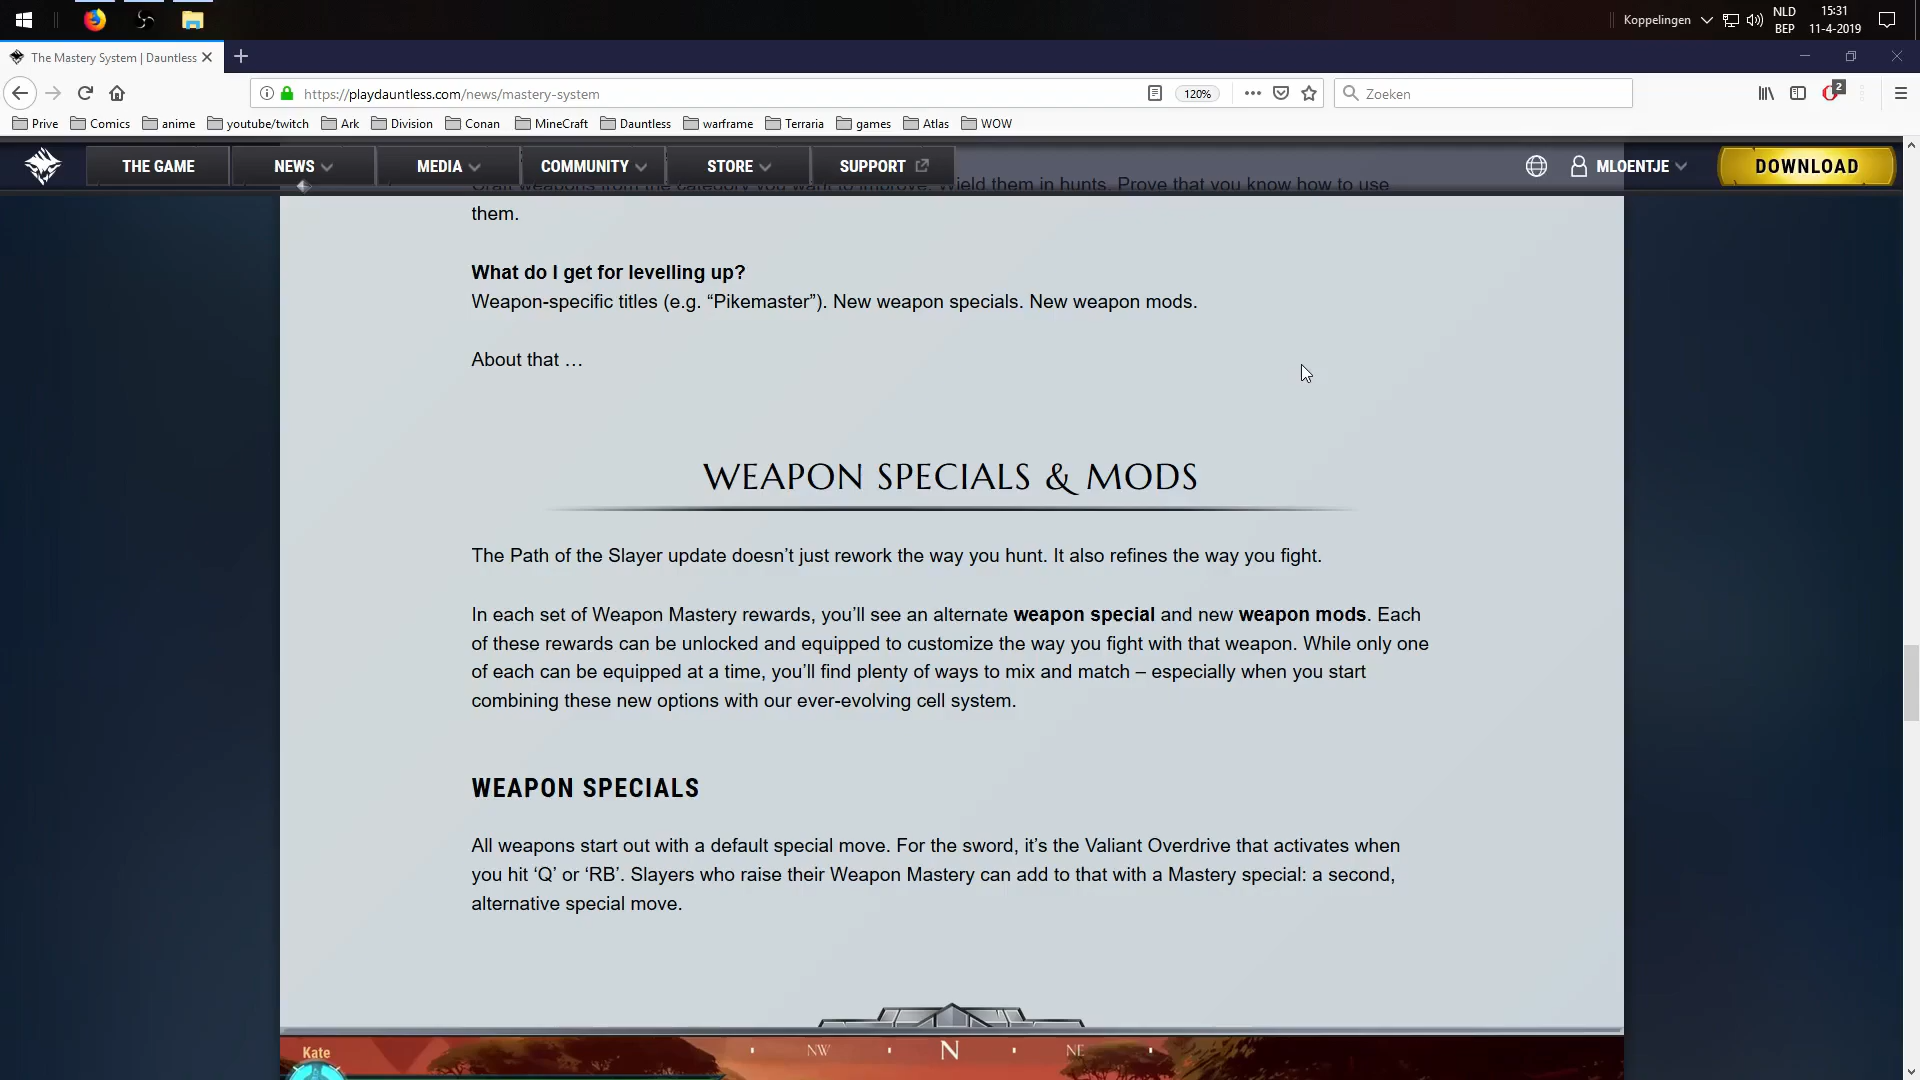 Koppelingen
NLD
BEP
15:31
11-4-2019
The Mastery System | Dauntless
https://playdauntless.com/news/mastery-system
120%
Zoeken
2
Prive
Comics
anime
youtube/twitch
Ark
Division
Conan
MineCraft
Dauntless
warframe
Terraria
games
Atlas
WOW
THE GAME
NEWS
MEDIA
COMMUNITY
STORE
SUPPORT
MLOENTJE
DOWNLOAD
Craft weapons from the category you want to improve. Wield them in hunts. Prove that you know how to use
them.
What do I get for levelling up?
Weapon-specific titles (e.g. “Pikemaster”). New weapon specials. New weapon mods.
About that …
WEAPON SPECIALS & MODS
The Path of the Slayer update doesn’t just rework the way you hunt. It also refines the way you fight.
In each set of Weapon Mastery rewards, you’ll see an alternate weapon special and new weapon mods. Each
of these rewards can be unlocked and equipped to customize the way you fight with that weapon. While only one
of each can be equipped at a time, you’ll find plenty of ways to mix and match – especially when you start
combining these new options with our ever-evolving cell system.
WEAPON SPECIALS
All weapons start out with a default special move. For the sword, it’s the Valiant Overdrive that activates when
you hit ‘Q’ or ‘RB’. Slayers who raise their Weapon Mastery can add to that with a Mastery special: a second,
alternative special move.
Kate
NW
N
NE